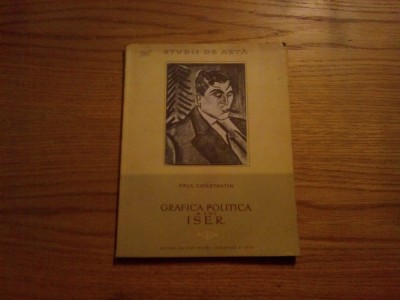 STUDII DE ARTĂ
PAUL CONSTANTIN
GRAFICA POLITICA
A LUI
ISER